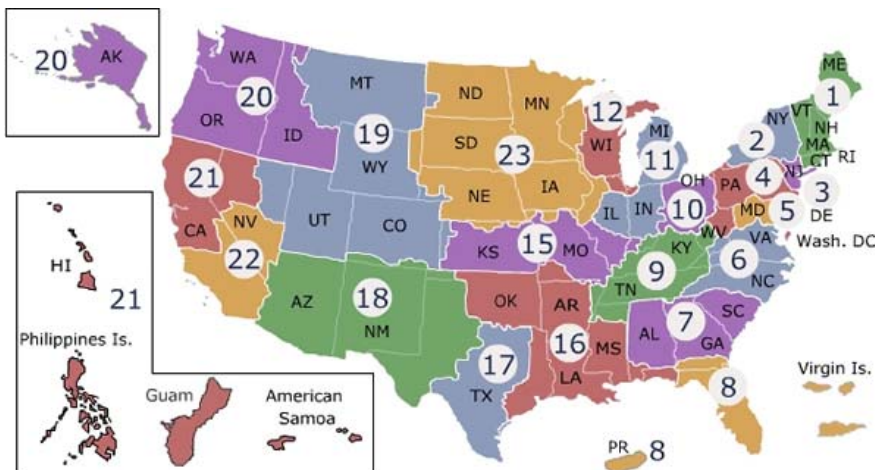 AK
20
WA
20
OR
ID
MT
19
WY
ND
MN
SD
23
NE
IA
12
WI
MI
11
ME
1
VT
NH
MA
NY
2
CT
RI
NJ
3
DE
PA
4
MD
5
Wash. DC
OH
10
IL
IN
WV
VA
6
NC
21
CA
NV
22
UT
CO
KS
15
MO
KY
9
TN
AZ
18
NM
OK
AR
16
MS
LA
AL
7
SC
GA
17
TX
8
PR
8
Virgin Is.
HI
21
Philippines Is.
Guam
American
Samoa